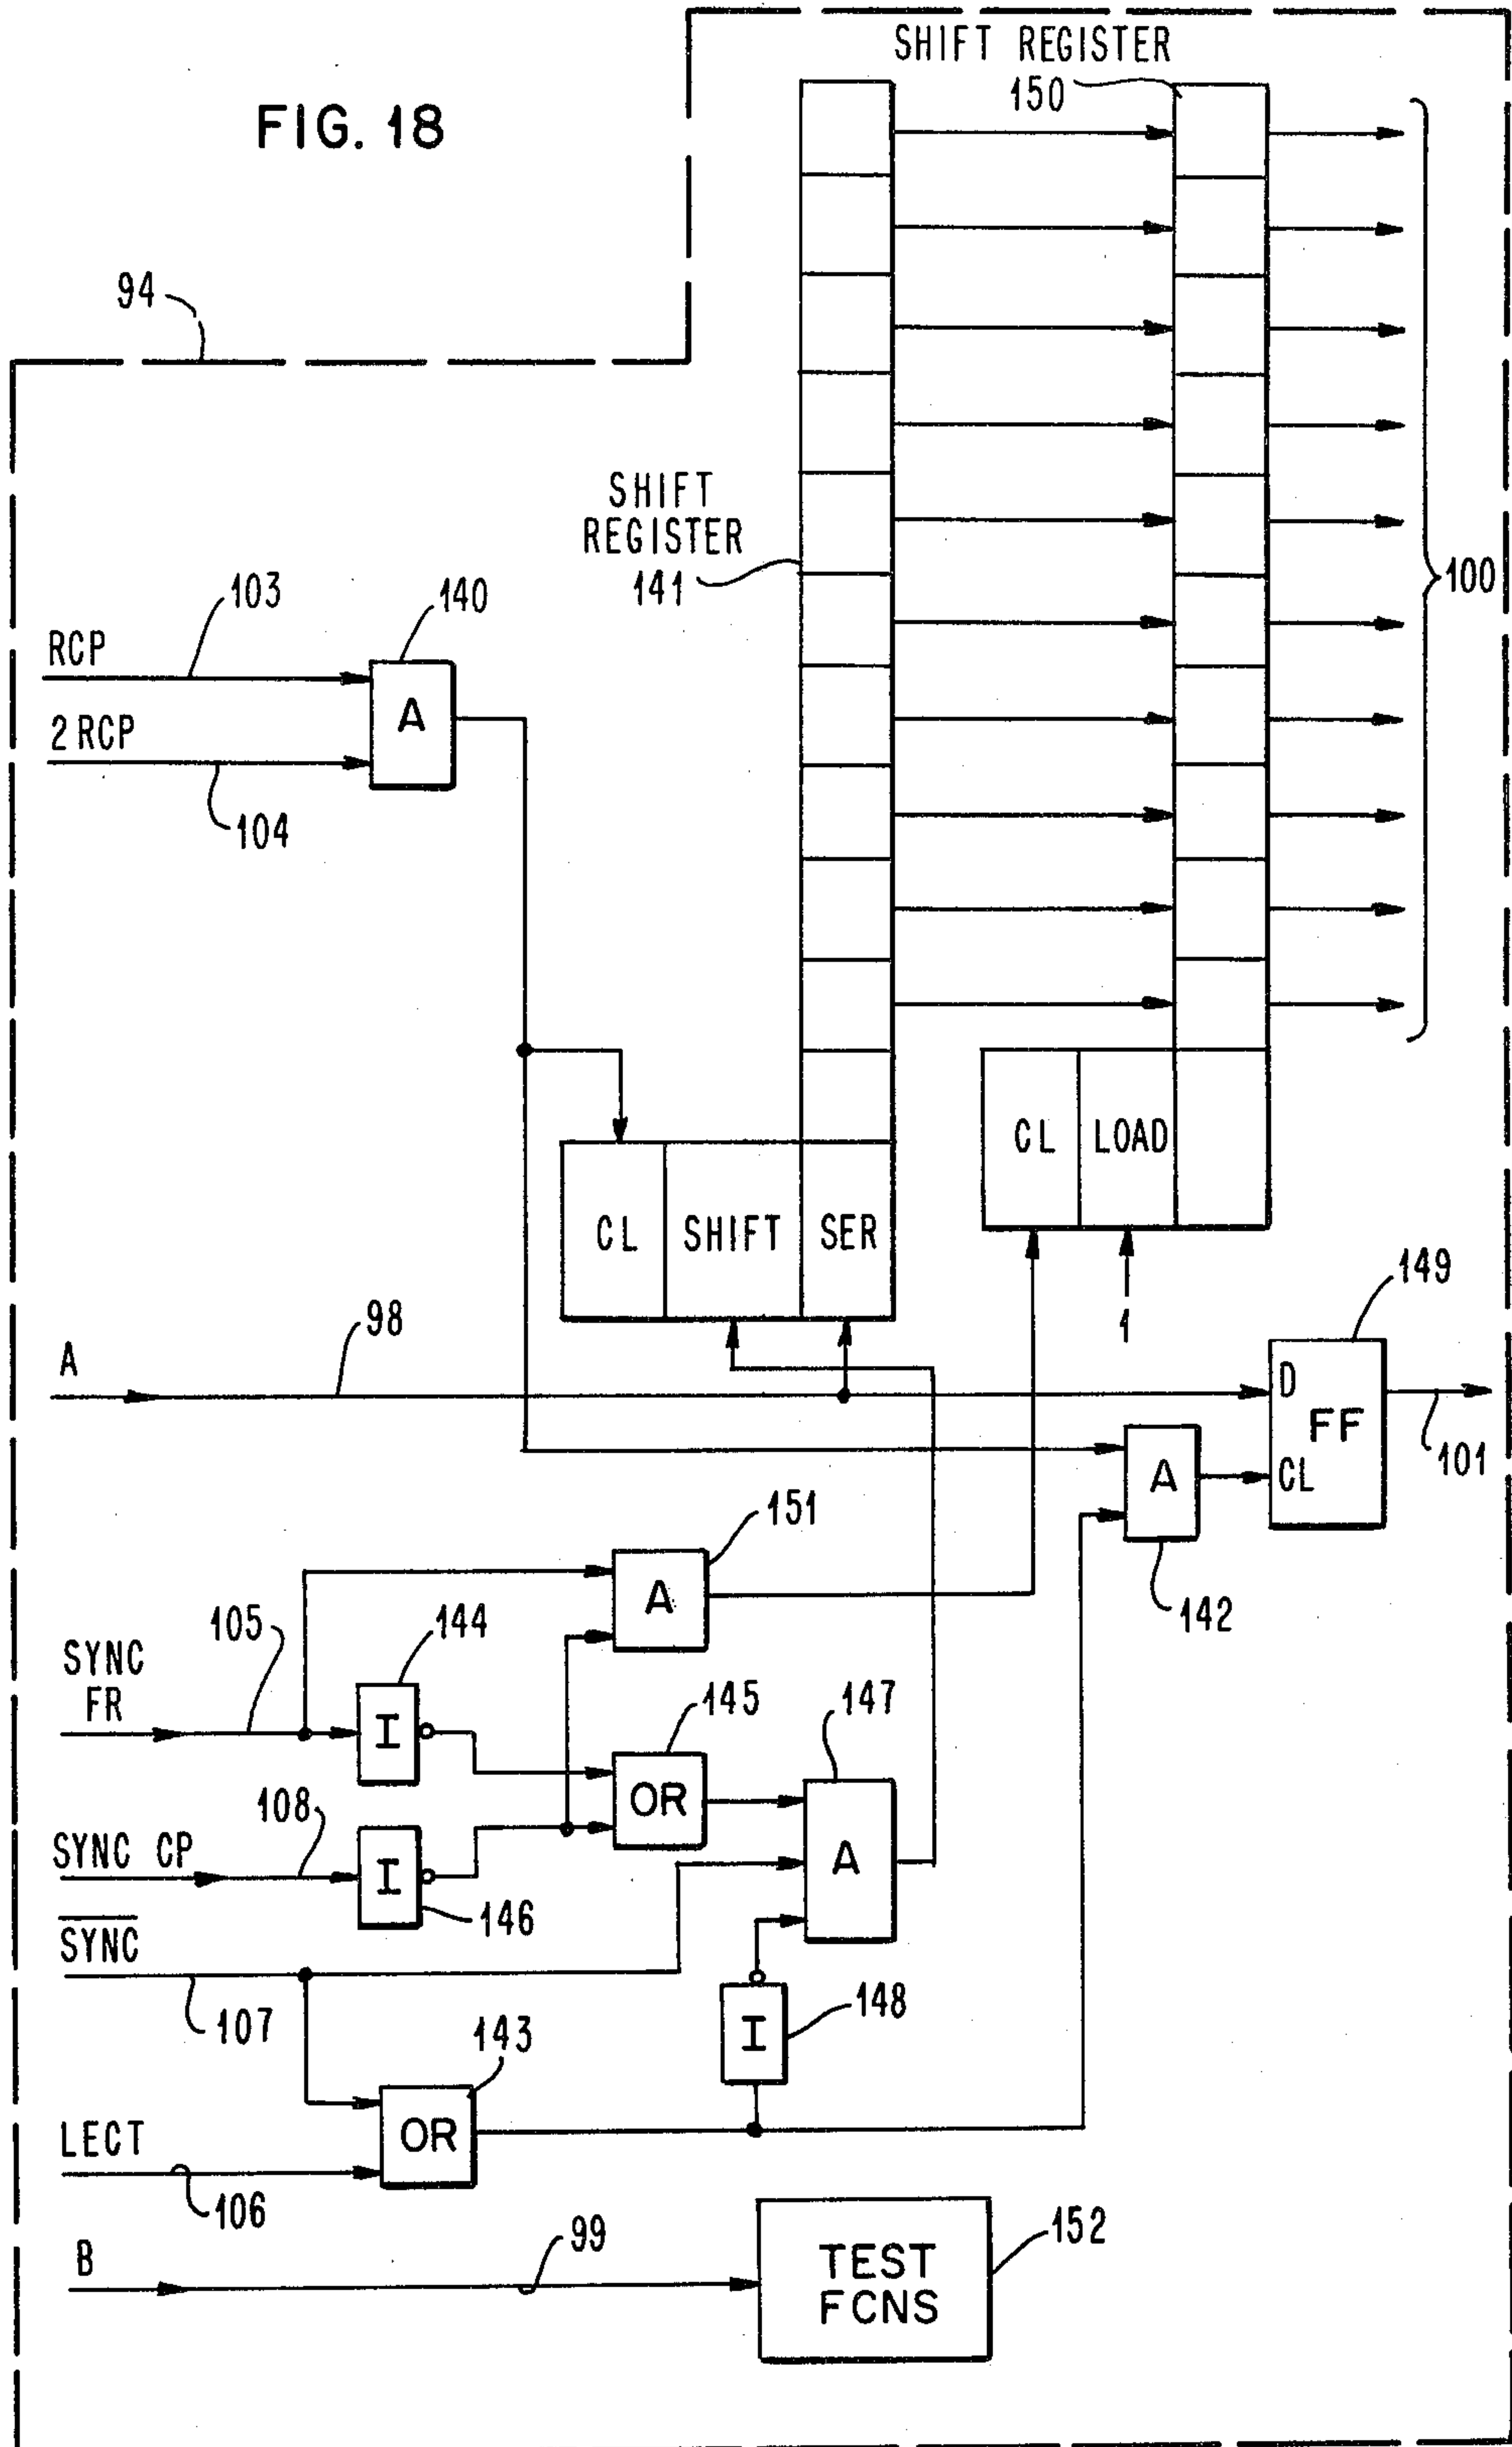 FIG. 18
SHIFT REGISTER
150
94
SHIFT
REGISTER
141
100
103
140
RCP
A
2 RCP
104
CL
SHIFT
SER
CL
LOAD
1
149
A
98
D
FF
CL
101
A
142
151
A
105
144
SYNC
FR
I
145
147
OR
108
SYNC CP
I
146
A
SYNC
107
148
I
143
LECT
OR
106
B
99
152
TEST
FCNS